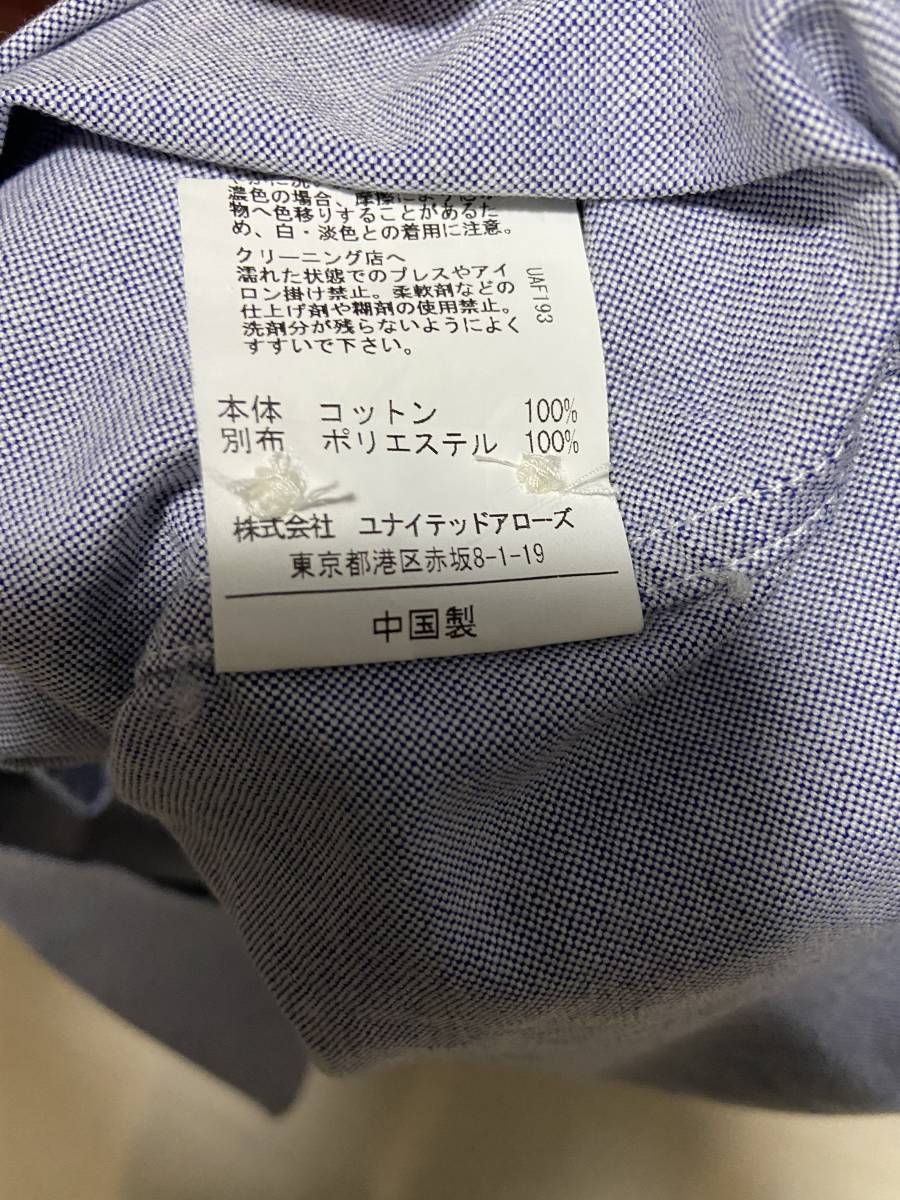 濃色の場合、摩擦に
物へ色移りすることがあるた
め、白・淡色との着用に注意。
クリーニング店へ
濡れた状態でのプレスやアイ
ロン掛け禁止。柔軟剤などの
仕上げ剤や糊剤の使用禁止。
洗剤分が残らないようによく
すすいで下さい。
UAF193
本体 コットン 100%
別布 ポリエステル 100%
株式会社 ユナイテッドアローズ
東京都港区赤坂8-1-19
中国製